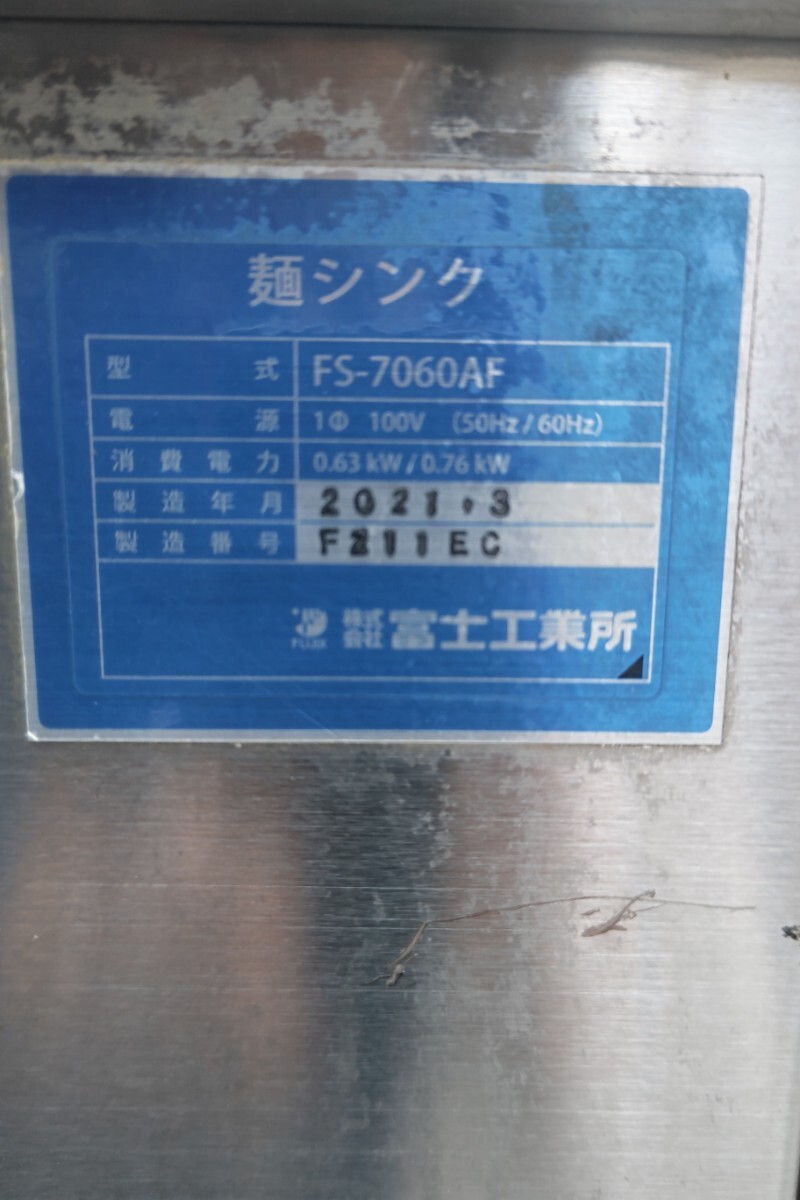 麺シンク
型式 FS-7060AF
電源 1Φ 100V (50Hz/60Hz)
消費電力 0.63 kW/0.76 kW
製造年月 2021.3
製造番号 F211EC
FUJIX 株式会社 富士工業所